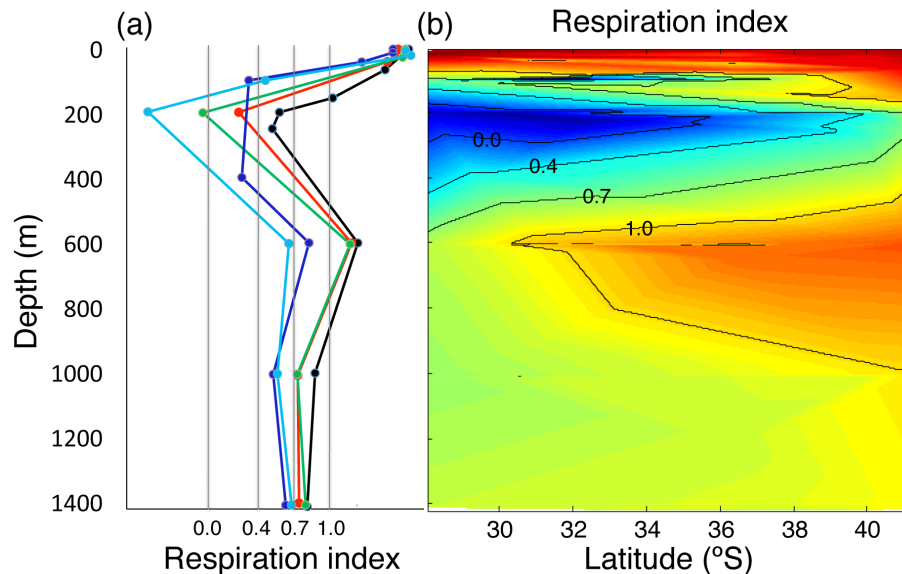 (a)
0
200
400
600
800
1000
1200
1400
Depth (m)
0.0 0.4 0.7 1.0
Respiration index
Respiration index
(b)
0.0
0.4
0.7
1.0
30 32 34 36 38 40
Latitude (ºS)